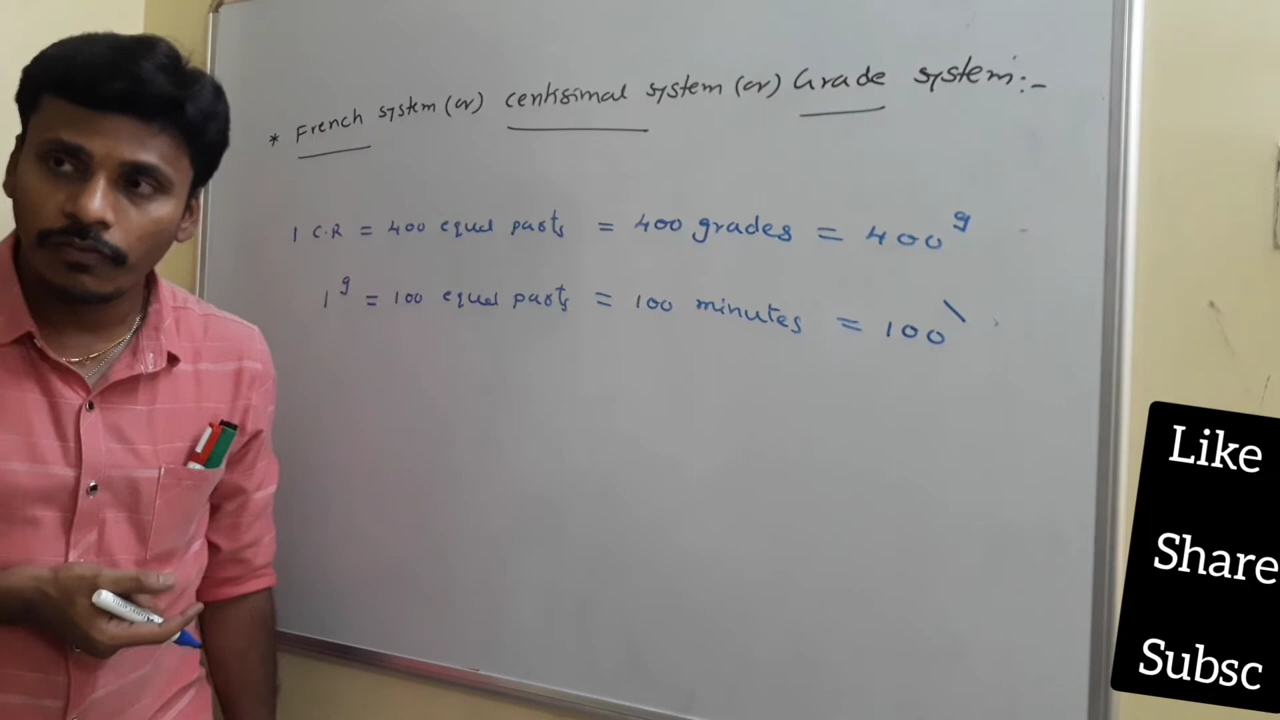 * French system (or) centisimal system (or) Grade system:-
1 C.R = 400 equal parts = 400 grades = 400^g
1^g = 100 equal parts = 100 minutes = 100‵
Like
Share
Subsc